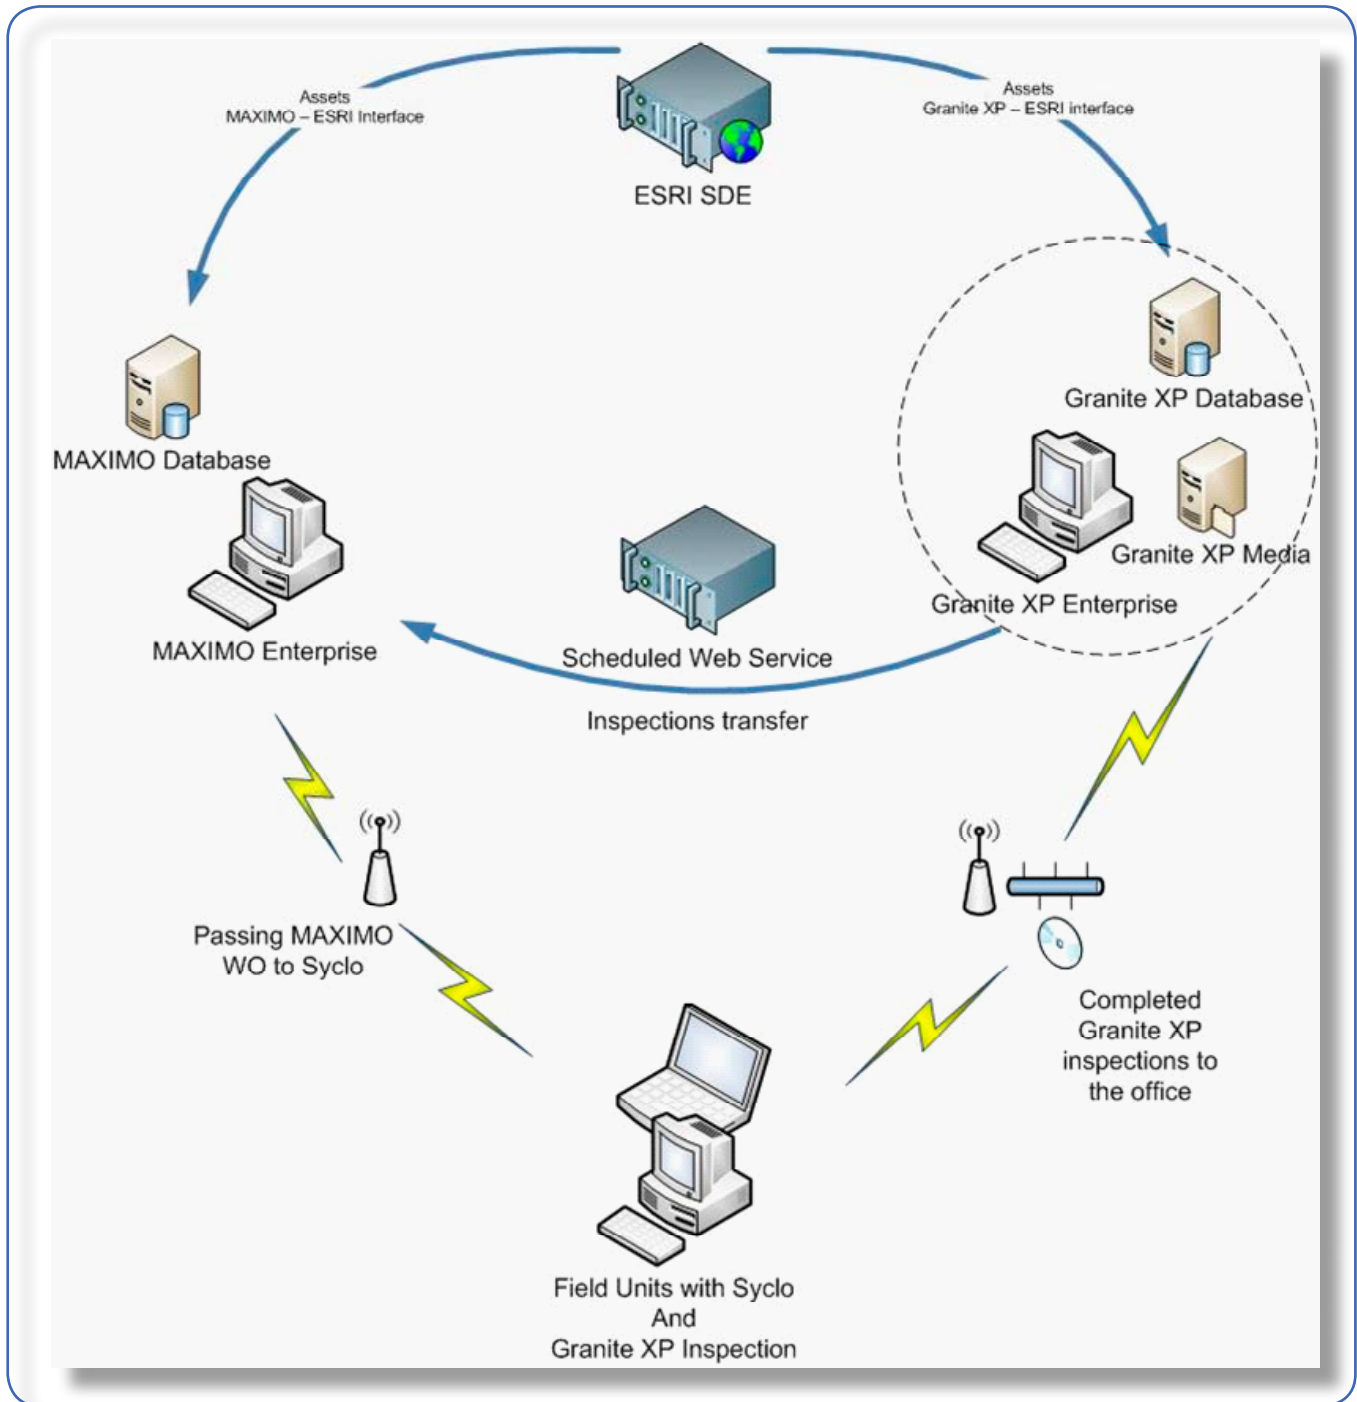 Assets
MAXIMO – ESRI Interface
Assets
Granite XP – ESRI interface
ESRI SDE
Granite XP Database
MAXIMO Database
Granite XP Media
Granite XP Enterprise
MAXIMO Enterprise
Scheduled Web Service
Inspections transfer
Passing MAXIMO
WO to Syclo
Completed
Granite XP
inspections to
the office
Field Units with Syclo
And
Granite XP Inspection